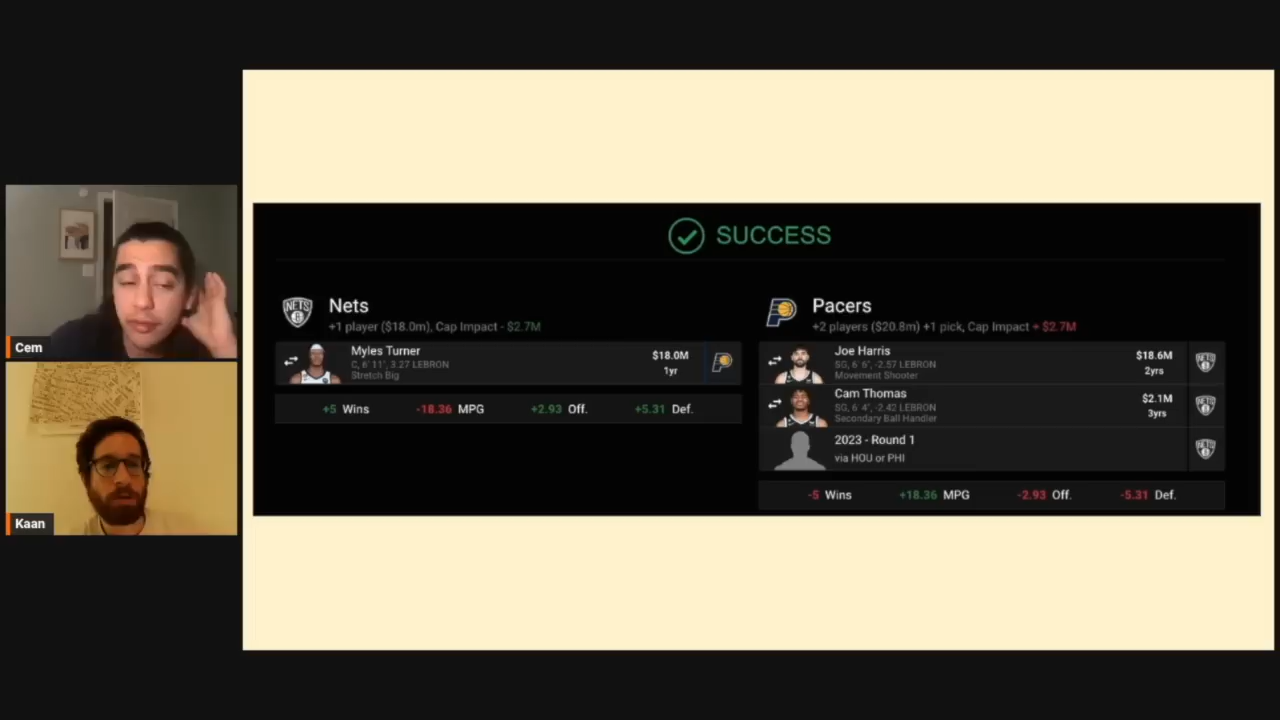 Cem
Kaan
SUCCESS
Nets
+1 player ($18.0m), Cap Impact - $2.7M
Myles Turner
C, 6' 11", 3.27 LEBRON
Stretch Big
$18.0M
1yr
+5 Wins -18.36 MPG +2.93 Off. +5.31 Def.
Pacers
+2 players ($20.8m) +1 pick, Cap Impact + $2.7M
Joe Harris
SG, 6' 6", -2.57 LEBRON
Movement Shooter
$18.6M
2yrs
Cam Thomas
SG, 6' 4", -2.42 LEBRON
Secondary Ball Handler
$2.1M
3yrs
2023 - Round 1
via HOU or PHI
-5 Wins +18.36 MPG -2.93 Off. -5.31 Def.